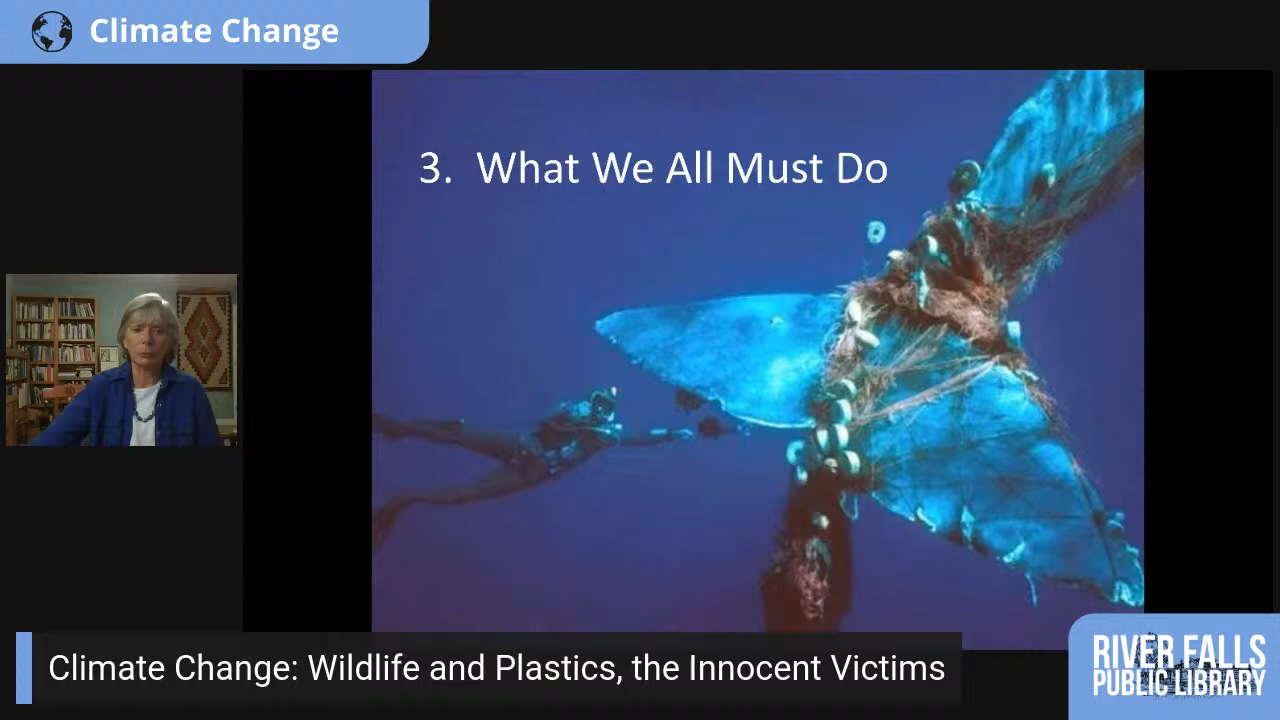 Climate Change
3. What We All Must Do
Climate Change: Wildlife and Plastics, the Innocent Victims
RIVER FALLS
PUBLIC LIBRARY